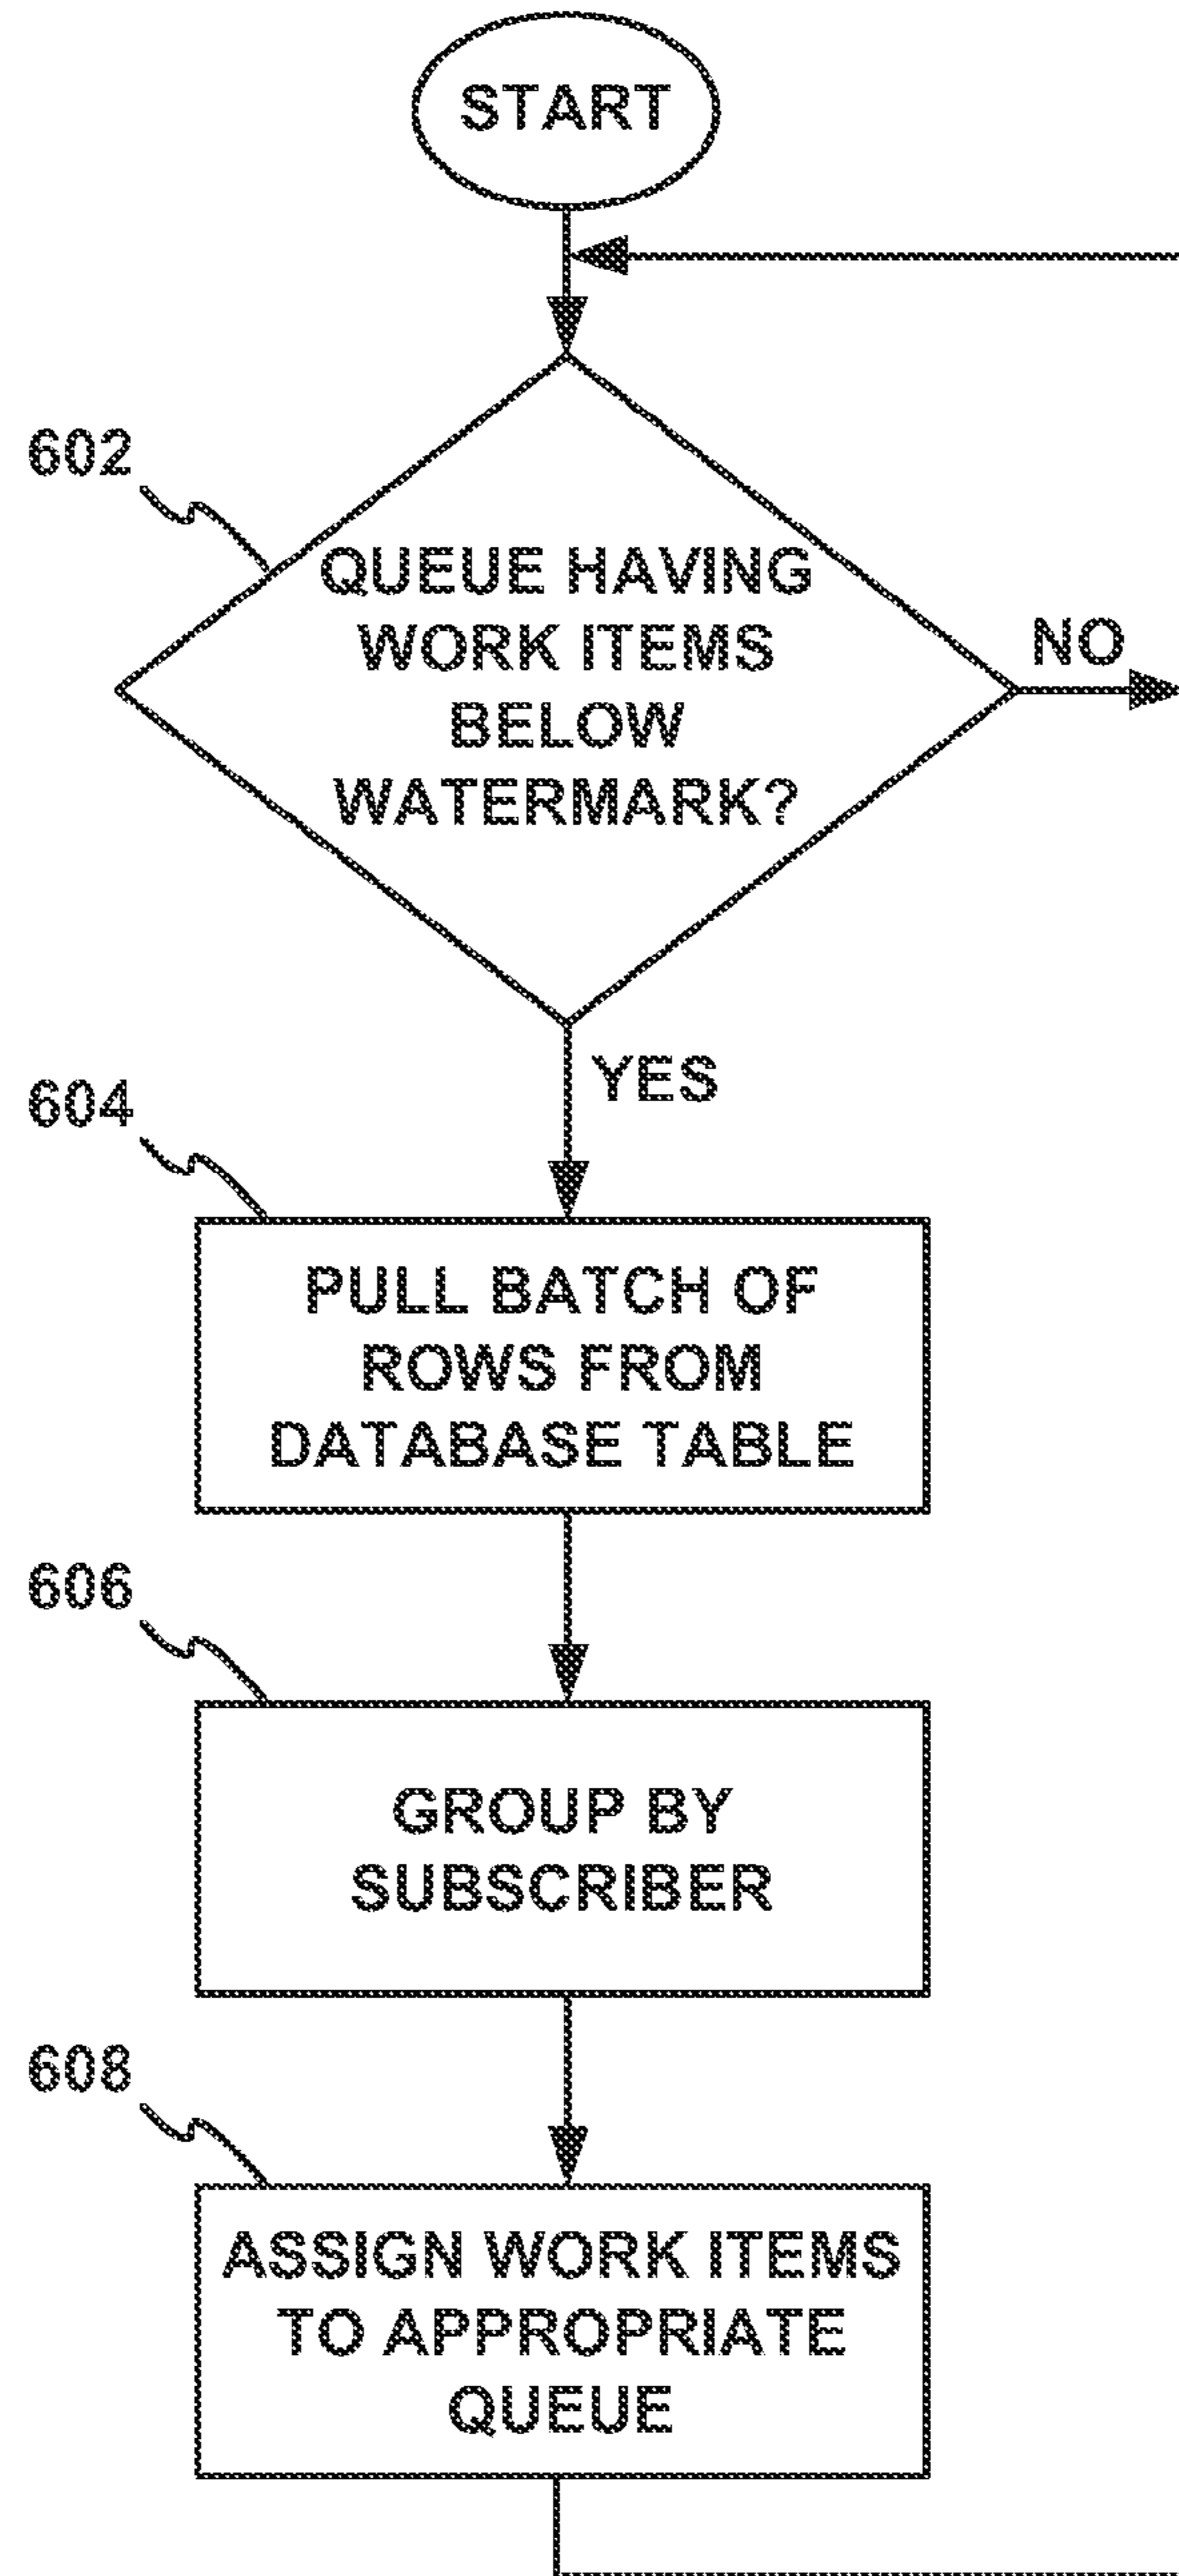 START
602
QUEUE HAVING
WORK ITEMS
BELOW
WATERMARK?
NO
YES
604
PULL BATCH OF
ROWS FROM
DATABASE TABLE
606
GROUP BY
SUBSCRIBER
608
ASSIGN WORK ITEMS
TO APPROPRIATE
QUEUE